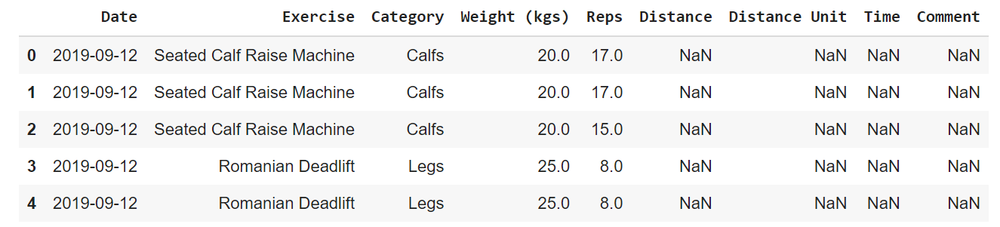 Date Exercise Category Weight (kgs) Reps Distance Distance Unit Time Comment
0 2019-09-12 Seated Calf Raise Machine Calfs 20.0 17.0 NaN NaN NaN NaN
1 2019-09-12 Seated Calf Raise Machine Calfs 20.0 17.0 NaN NaN NaN NaN
2 2019-09-12 Seated Calf Raise Machine Calfs 20.0 15.0 NaN NaN NaN NaN
3 2019-09-12 Romanian Deadlift Legs 25.0 8.0 NaN NaN NaN NaN
4 2019-09-12 Romanian Deadlift Legs 25.0 8.0 NaN NaN NaN NaN